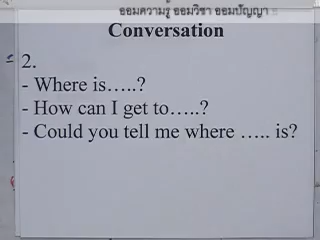 ออมความรู้ ออมวิชา ออมปัญญา
Conversation
2.
- Where is…..?
- How can I get to…..?
- Could you tell me where ….. is?